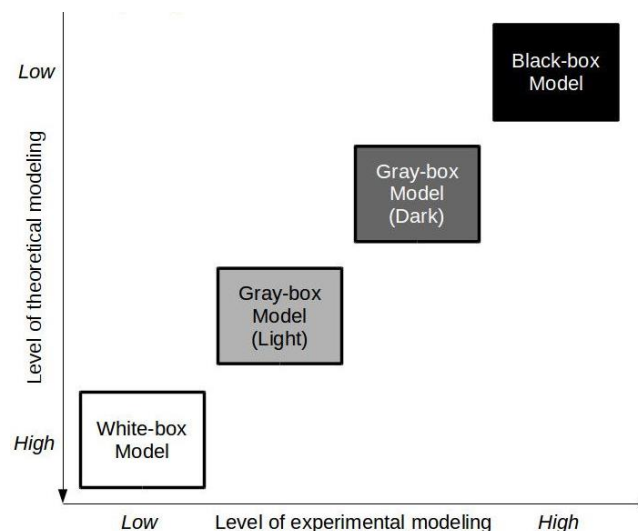 Low
Black-box
Model
Gray-box
Model
(Dark)
Level of theoretical modeling
Gray-box
Model
(Light)
White-box
Model
High
Low
Level of experimental modeling
High